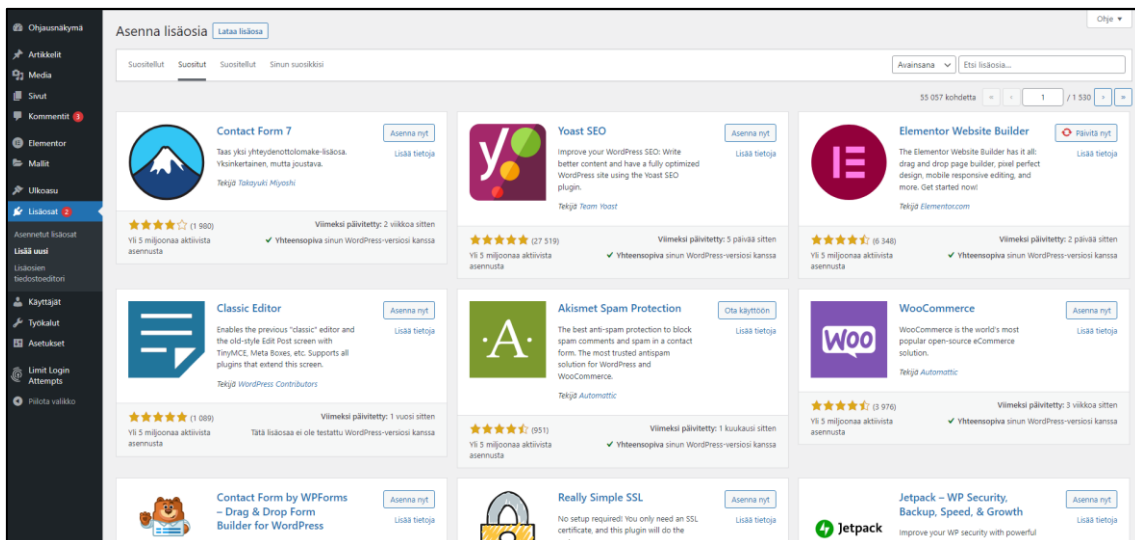 Ohjausnäkymä
Artikkelit
Media
Sivut
Kommentit 3
Elementor
Mallit
Ulkoasu
Lisäosat 2
Asennetut lisäosat
Lisää uusi
Lisäosien
tiedostoeditori
Käyttäjät
Työkalut
Asetukset
Limit Login
Attempts
Piilota valikko
Ohje
Asenna lisäosia Lataa lisäosa
Suositellut Suositut Suositellut Sinun suosikkisi
Avainsana Etsi lisäosia...
55 057 kohdetta « ‹ 1 / 1 530 › »
Contact Form 7
Asenna nyt
Taas yksi yhteydenottolomake-lisäosa.
Lisää tietoja
Yksinkertainen, mutta joustava.
Tekijä Takayuki Miyoshi
(1 980)
Viimeksi päivitetty: 2 viikkoa sitten
Yli 5 miljoonaa aktiivista
asennusta
✔ Yhteensopiva sinun WordPress-versiosi kanssa
yo
Yoast SEO
Asenna nyt
Improve your WordPress SEO: Write
Lisää tietoja
better content and have a fully optimized
WordPress site using the Yoast SEO
plugin.
Tekijä Team Yoast
(27 519)
Viimeksi päivitetty: 5 päivää sitten
Yli 5 miljoonaa aktiivista
asennusta
✔ Yhteensopiva sinun WordPress-versiosi kanssa
Elementor Website Builder
Päivitä nyt
The Elementor Website Builder has it all:
Lisää tietoja
drag and drop page builder, pixel perfect
design, mobile responsive editing, and
more. Get started now!
Tekijä Elementor.com
(6 348)
Viimeksi päivitetty: 2 päivää sitten
Yli 5 miljoonaa aktiivista
asennusta
✔ Yhteensopiva sinun WordPress-versiosi kanssa
Classic Editor
Asenna nyt
Enables the previous "classic" editor and
Lisää tietoja
the old-style Edit Post screen with
TinyMCE, Meta Boxes, etc. Supports all
plugins that extend this screen.
Tekijä WordPress Contributors
(1 089)
Viimeksi päivitetty: 1 vuosi sitten
Yli 5 miljoonaa aktiivista
asennusta
Tätä lisäosaa ei ole testattu WordPress-versiosi kanssa
·A·
Akismet Spam Protection
Ota käyttöön
The best anti-spam protection to block
Lisää tietoja
spam comments and spam in a contact
form. The most trusted antispam
solution for WordPress and
WooCommerce.
Tekijä Automattic
(951)
Viimeksi päivitetty: 1 kuukausi sitten
Yli 5 miljoonaa aktiivista
asennusta
✔ Yhteensopiva sinun WordPress-versiosi kanssa
Woo
WooCommerce
Asenna nyt
WooCommerce is the world's most
Lisää tietoja
popular open-source eCommerce
solution.
Tekijä Automattic
(3 976)
Viimeksi päivitetty: 3 viikkoa sitten
Yli 5 miljoonaa aktiivista
asennusta
✔ Yhteensopiva sinun WordPress-versiosi kanssa
Contact Form by WPForms
– Drag & Drop Form
Builder for WordPress
Asenna nyt
Lisää tietoja
Really Simple SSL
Asenna nyt
No setup required! You only need an SSL
Lisää tietoja
certificate, and this plugin will do the
Jetpack
Jetpack – WP Security,
Backup, Speed, & Growth
Asenna nyt
Lisää tietoja
Improve your WP security with powerful